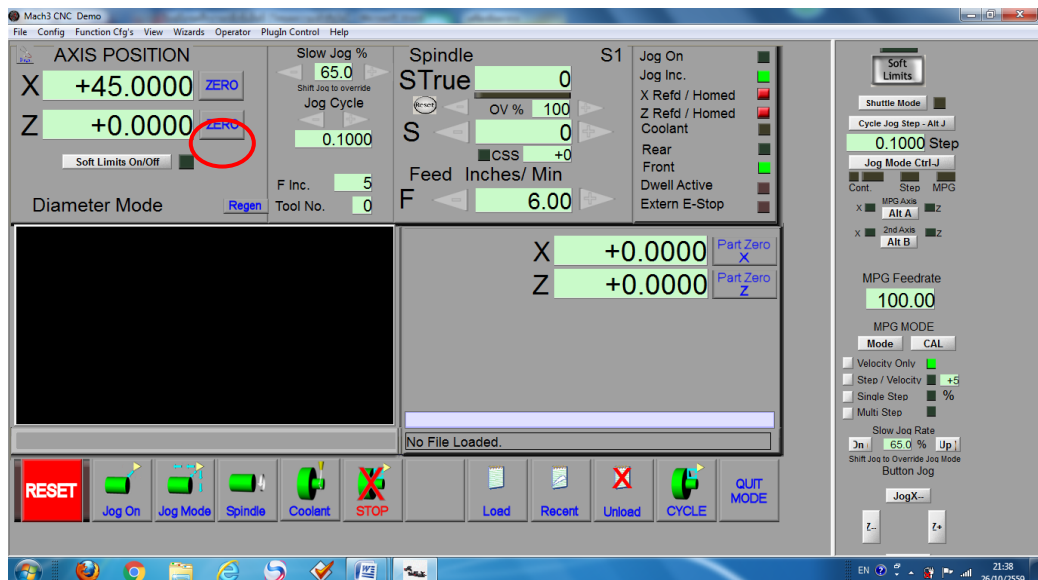 Mach3 CNC Demo
File Config Function Cfg's View Wizards Operator PlugIn Control Help
AXIS POSITION
X +45.0000 ZERO
Z +0.0000 ZERO
Soft Limits On/Off
Diameter Mode Regen
Slow Jog %
65.0
Shift Jog to override
Jog Cycle
0.1000
F Inc. 5
Tool No. 0
Spindle S1
STrue 0
Reset OV % 100
S 0
CSS +0
Feed Inches/ Min
F 6.00
Jog On
Jog Inc.
X Refd / Homed
Z Refd / Homed
Coolant
Rear
Front
Dwell Active
Extern E-Stop
X +0.0000 Part Zero X
Z +0.0000 Part Zero Z
No File Loaded.
RESET
Jog On
Jog Mode
Spindle
Coolant
STOP
Load
Recent
Unload
CYCLE
QUIT MODE
Soft
Limits
Shuttle Mode
Cycle Jog Step - Alt J
0.1000 Step
Jog Mode Ctrl-J
Cont. Step MPG
MPG Axis
X Alt A Z
2nd Axis
X Alt B Z
MPG Feedrate
100.00
MPG MODE
Mode CAL
Velocity Only
Step / Velocity +5
Single Step %
Multi Step
Slow Jog Rate
65.0 % Up
Shift Jog to Override Jog Mode
Button Jog
JogX--
Z-- Z+
EN 21:38
26/10/2559